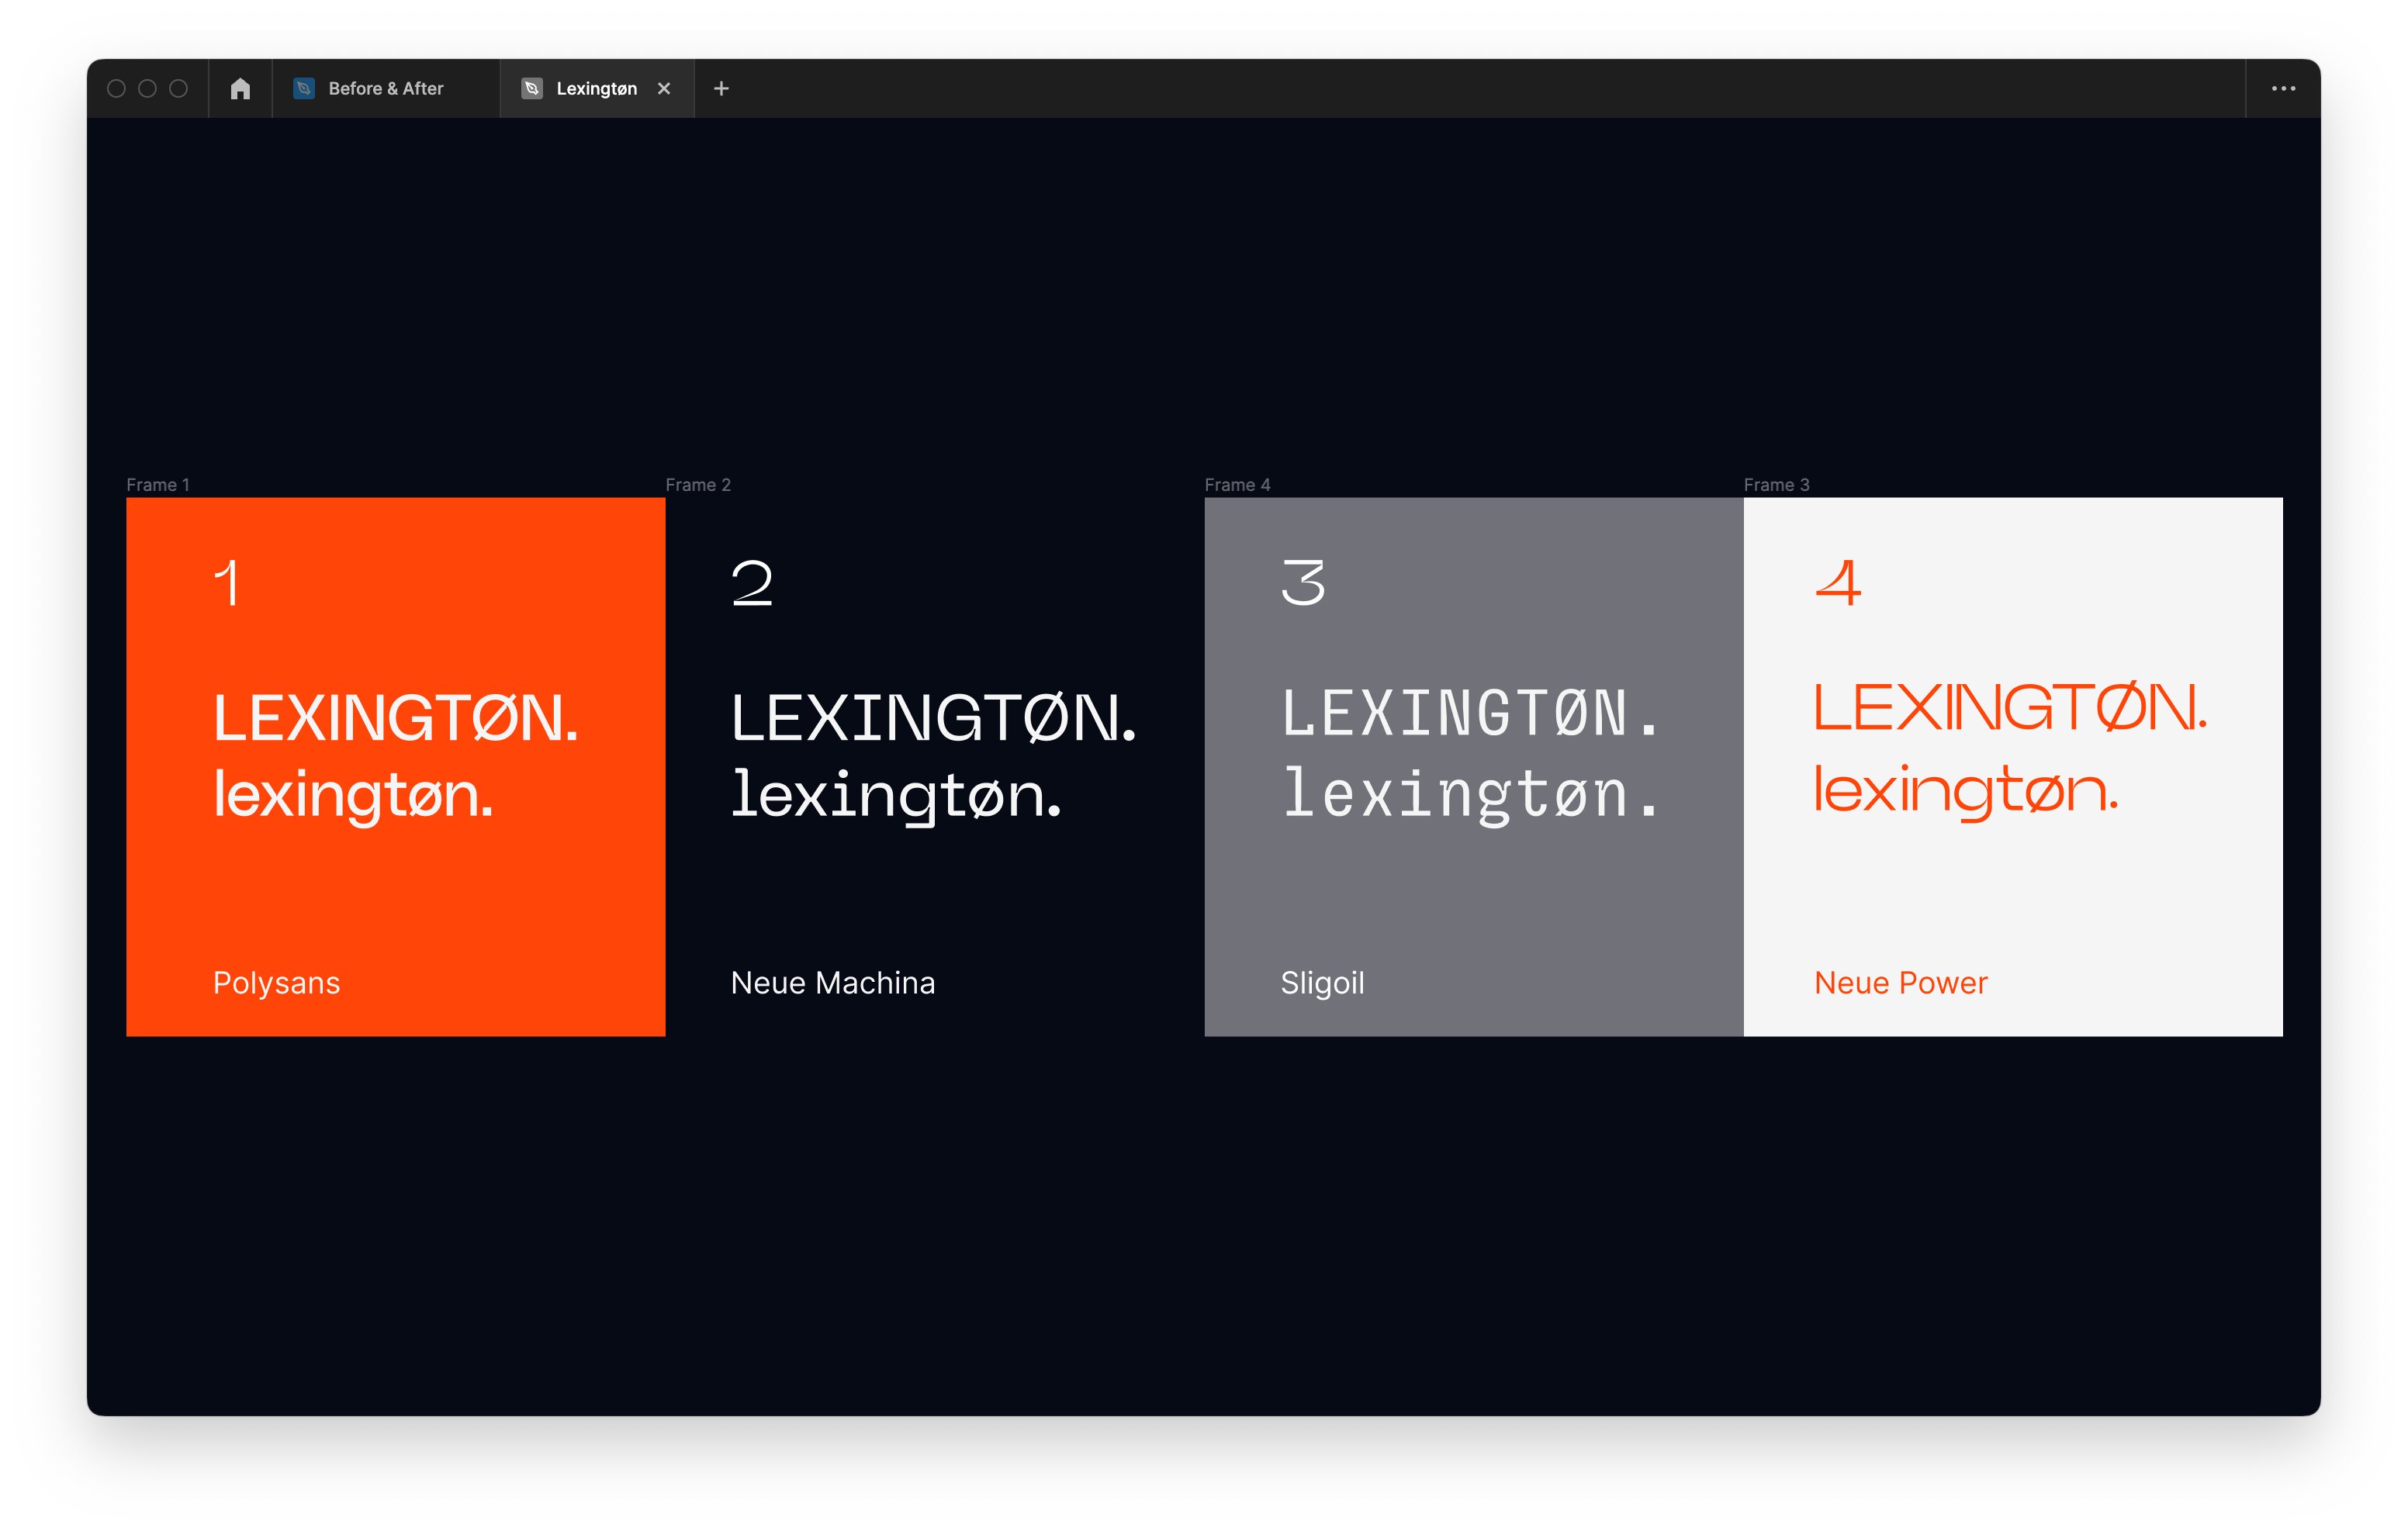 Before & After
Lexingtøn
Frame 1
1
LEXINGTØN.
lexingtøn.
Polysans
Frame 2
2
LEXINGTØN.
lexingtøn.
Neue Machina
Frame 4
3
LEXINGTØN.
lexingtøn.
Sligoil
Frame 3
4
LEXINGTØN.
lexingtøn.
Neue Power